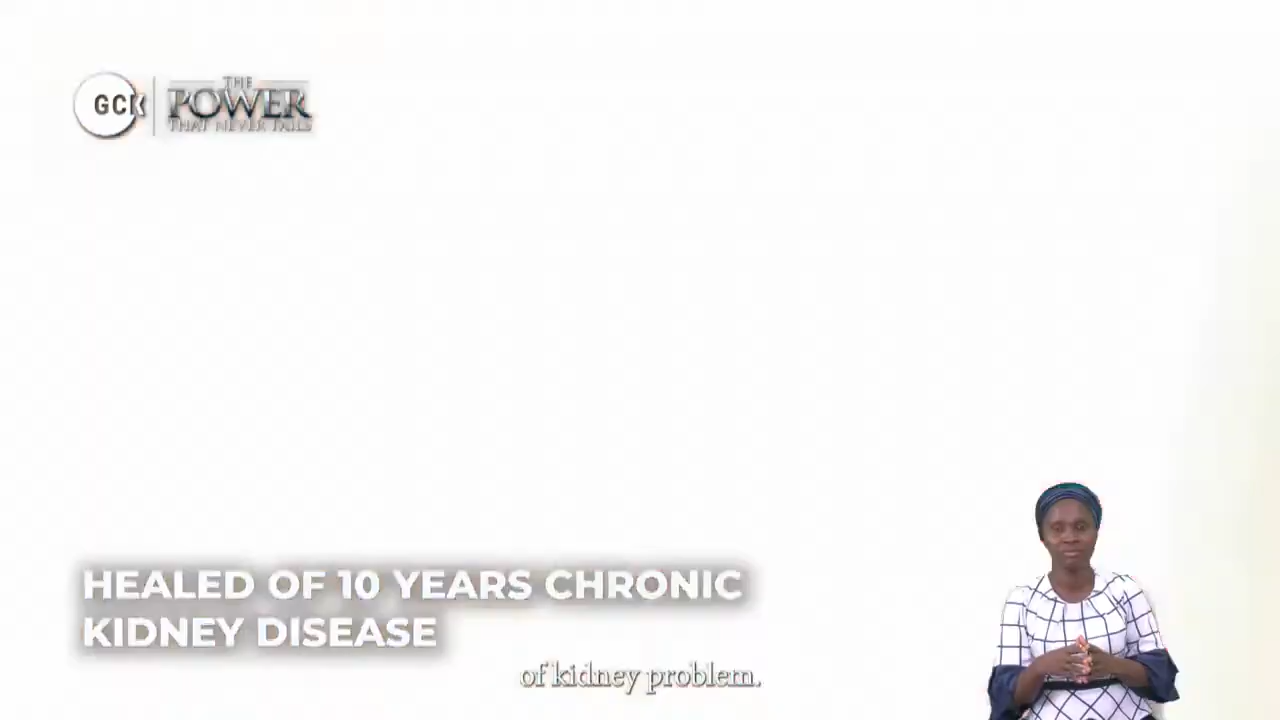 GCK
THE
POWER
THAT NEVER FAILS
HEALED OF 10 YEARS CHRONIC
KIDNEY DISEASE
of kidney problem.